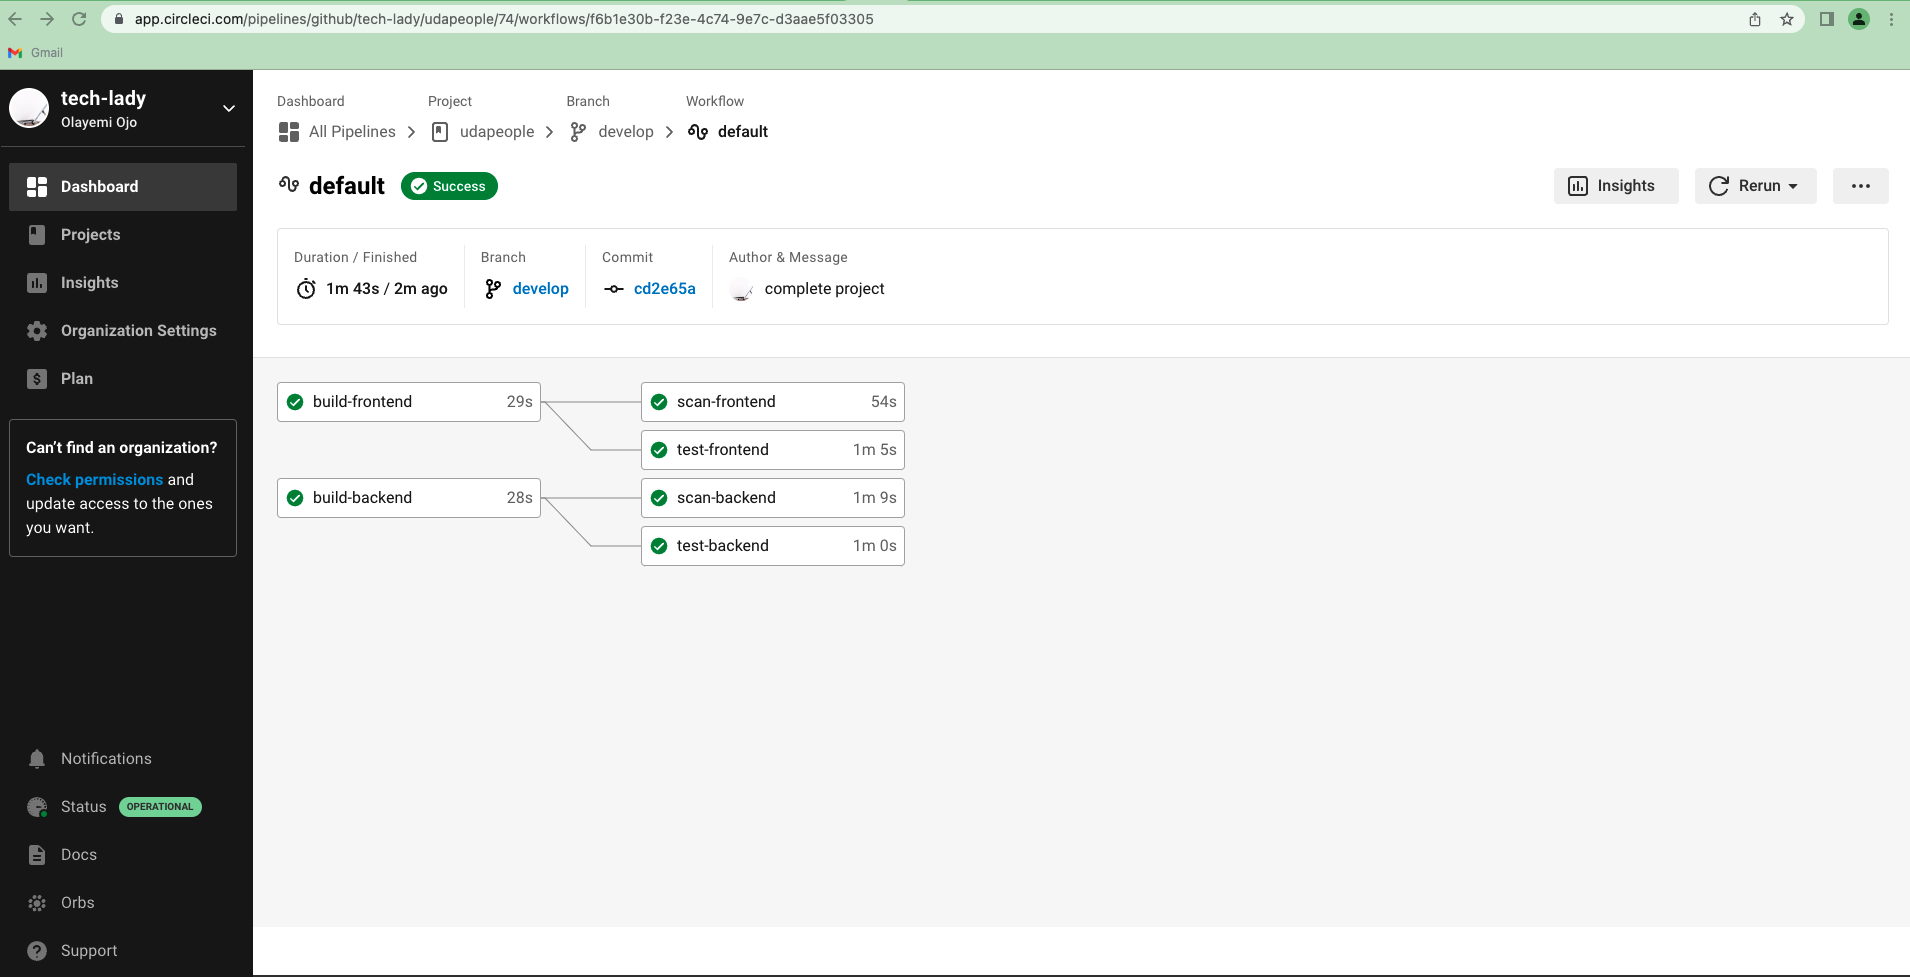 app.circleci.com/pipelines/github/tech-lady/udapeople/74/workflows/f6b1e30b-f23e-4c74-9e7c-d3aae5f03305
Gmail
tech-lady
Olayemi Ojo
Dashboard
Projects
Insights
Organization Settings
Plan
Can't find an organization?
Check permissions and
update access to the ones
you want.
Notifications
Status OPERATIONAL
Docs
Orbs
Support
Dashboard Project Branch Workflow
All Pipelines udapeople develop default
default Success
Insights Rerun
Duration / Finished Branch Commit Author & Message
1m 43s / 2m ago develop cd2e65a complete project
build-frontend 29s scan-frontend 54s
test-frontend 1m 5s
build-backend 28s scan-backend 1m 9s
test-backend 1m 0s